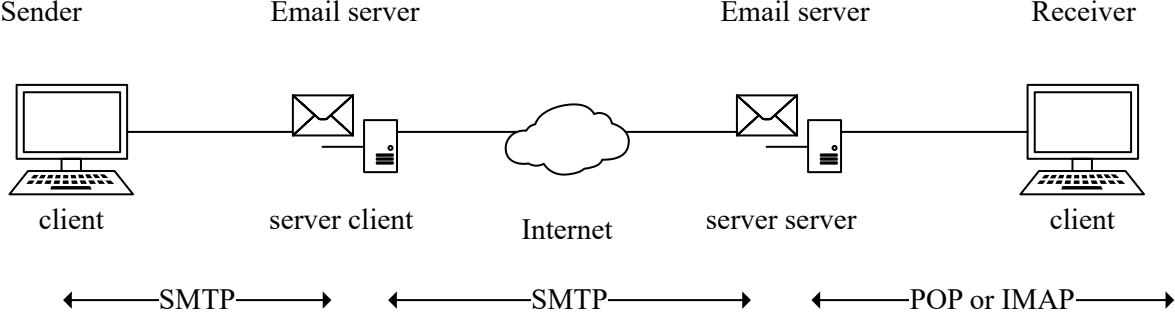 Sender Email server Email server Receiver
client server client Internet server server client
SMTP SMTP POP or IMAP